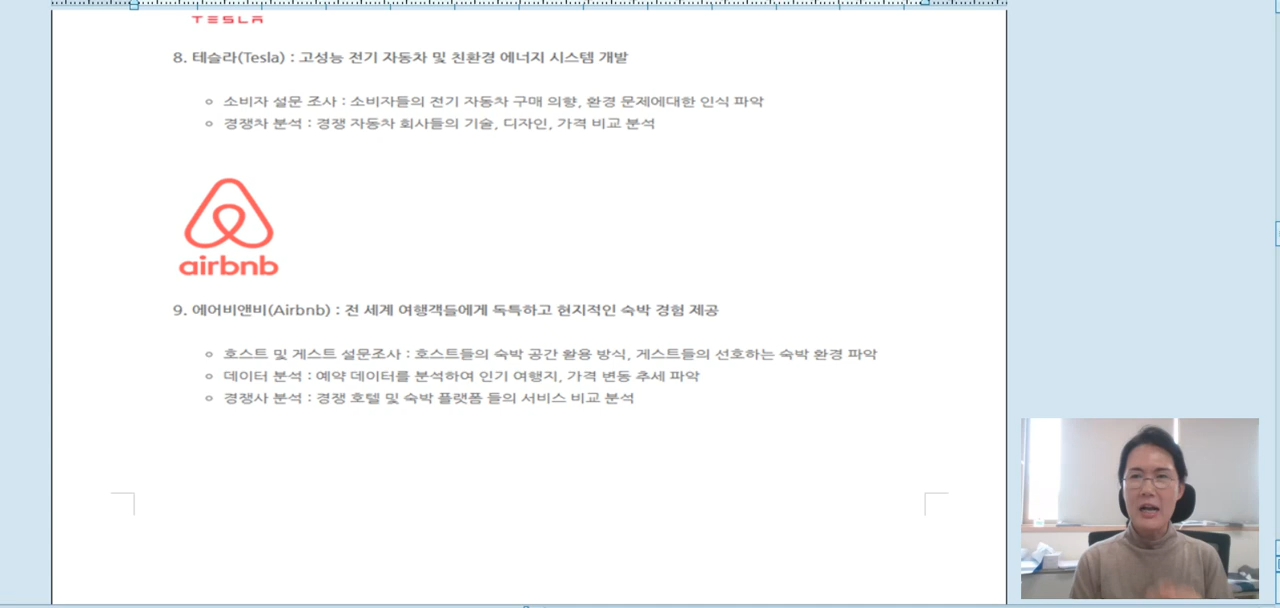 TESLA
8. 테슬라(Tesla) : 고성능 전기 자동차 및 친환경 에너지 시스템 개발
소비자 설문 조사 : 소비자들의 전기 자동차 구매 의향, 환경 문제에대한 인식 파악
경쟁차 분석 : 경쟁 자동차 회사들의 기술, 디자인, 가격 비교 분석
airbnb
9. 에어비앤비(Airbnb) : 전 세계 여행객들에게 독특하고 현지적인 숙박 경험 제공
호스트 및 게스트 설문조사 : 호스트들의 숙박 공간 활용 방식, 게스트들의 선호하는 숙박 환경 파악
데이터 분석 : 예약 데이터를 분석하여 인기 여행지, 가격 변동 추세 파악
경쟁사 분석 : 경쟁 호텔 및 숙박 플랫폼 들의 서비스 비교 분석